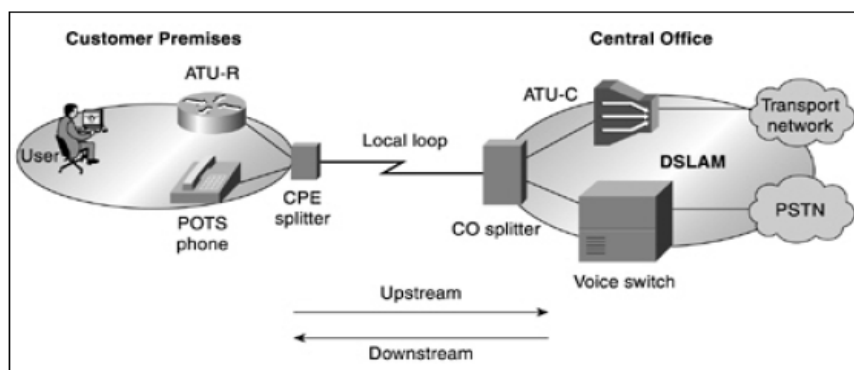 Customer Premises
Central Office
ATU-R
ATU-C
Transport
network
User
Local loop
DSLAM
POTS
phone
CPE
splitter
CO splitter
PSTN
Voice switch
Upstream
Downstream